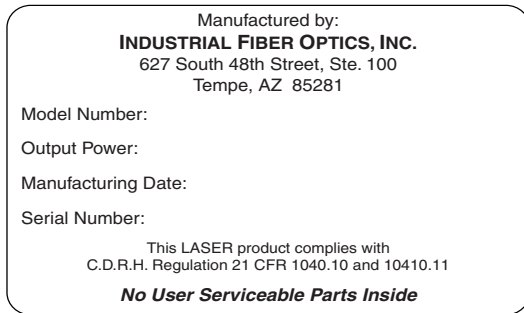 Manufactured by:
INDUSTRIAL FIBER OPTICS, INC.
627 South 48th Street, Ste. 100
Tempe, AZ 85281
Model Number:
Output Power:
Manufacturing Date:
Serial Number:
This LASER product complies with
C.D.R.H. Regulation 21 CFR 1040.10 and 10410.11
No User Serviceable Parts Inside